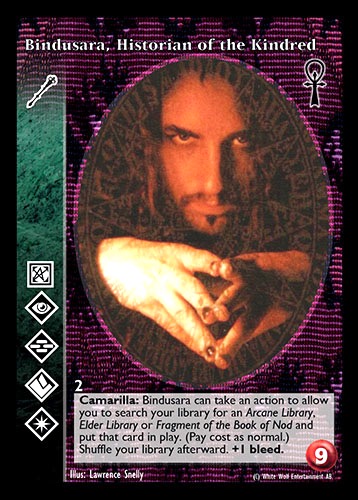 Bindusara, Historian of the Kindred
2
Camarilla: Bindusara can take an action to allow
you to search your library for an Arcane Library,
Elder Library or Fragment of the Book of Nod and
put that card in play. (Pay cost as normal.)
Shuffle your library afterward. +1 bleed.
9
Illus: Lawrence Snelly
(C) White Wolf Entertainment AB.